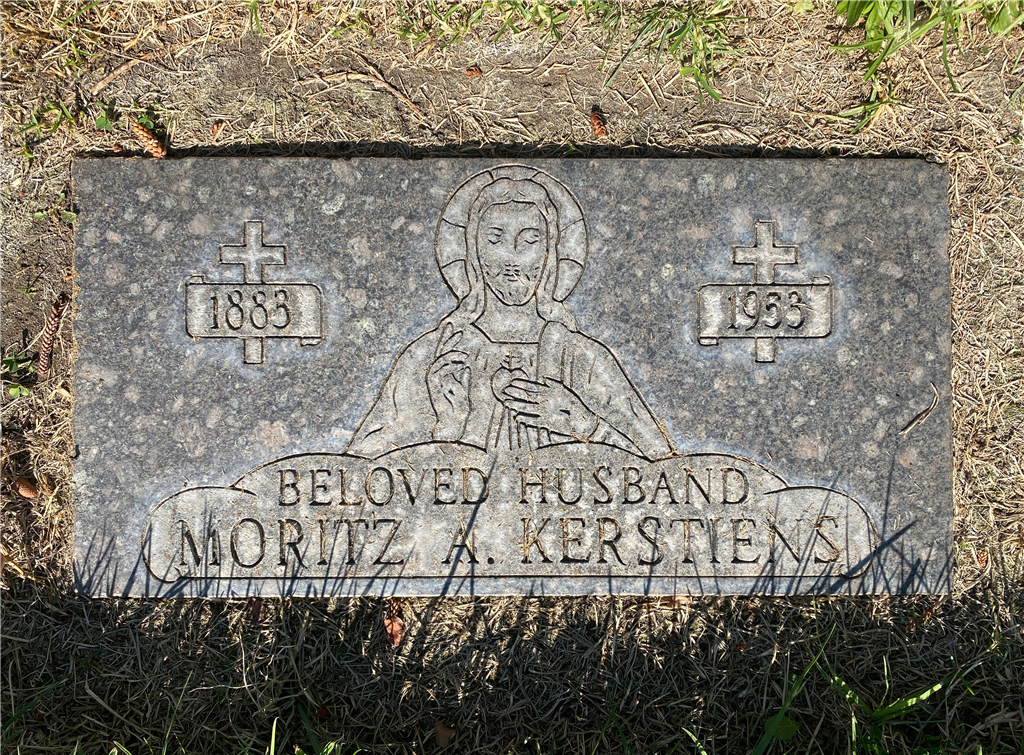 1883
1953
BELOVED HUSBAND
MORITZ A. KERSTIENS